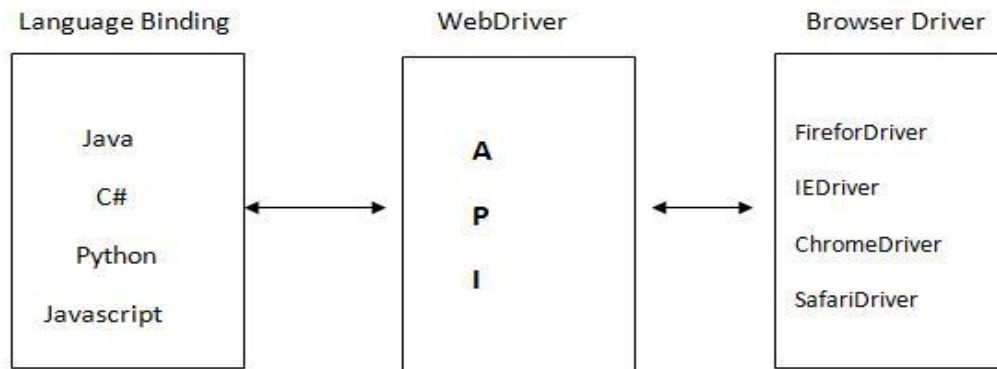 Language Binding
WebDriver
Browser Driver
Java
C#
Python
Javascript
A
P
I
FireforDriver
IEDriver
ChromeDriver
SafariDriver